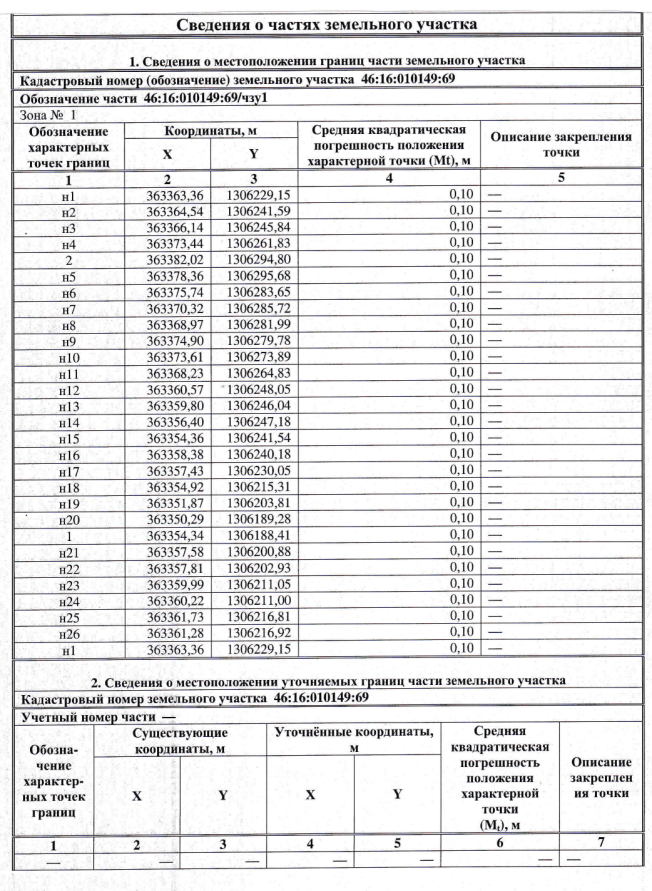 Сведения о частях земельного участка
1. Сведения о местоположении границ части земельного участка
Кадастровый номер (обозначение) земельного участка 46:16:010149:69
Обозначение части 46:16:010149:69/чзу1
Зона № 1
Обозначение характерных точек границ | Координаты, м | Средняя квадратическая погрешность положения характерной точки (Mt), м | Описание закрепления точки
X | Y
1 | 2 | 3 | 4 | 5
н1 363363,36 1306229,15 0,10 —
н2 363364,54 1306241,59 0,10 —
н3 363366,14 1306245,84 0,10 —
н4 363373,44 1306261,83 0,10 —
2 363382,02 1306294,80 0,10 —
н5 363378,36 1306295,68 0,10 —
н6 363375,74 1306283,65 0,10 —
н7 363370,32 1306285,72 0,10 —
н8 363368,97 1306281,99 0,10 —
н9 363374,90 1306279,78 0,10 —
н10 363373,61 1306273,89 0,10 —
н11 363368,23 1306264,83 0,10 —
н12 363360,57 1306248,05 0,10 —
н13 363359,80 1306246,04 0,10 —
н14 363356,40 1306247,18 0,10 —
н15 363354,36 1306241,54 0,10 —
н16 363358,38 1306240,18 0,10 —
н17 363357,43 1306230,05 0,10 —
н18 363354,92 1306215,31 0,10 —
н19 363351,87 1306203,81 0,10 —
н20 363350,29 1306189,28 0,10 —
1 363354,34 1306188,41 0,10 —
н21 363357,58 1306200,88 0,10 —
н22 363357,81 1306202,93 0,10 —
н23 363359,99 1306211,05 0,10 —
н24 363360,22 1306211,00 0,10 —
н25 363361,73 1306216,81 0,10 —
н26 363361,28 1306216,92 0,10 —
н1 363363,36 1306229,15 0,10 —
2. Сведения о местоположении уточняемых границ части земельного участка
Кадастровый номер земельного участка 46:16:010149:69
Учетный номер части —
Обозна-
чение
характер-
ных точек
границ
Существующие
координаты, м
Уточнённые координаты,
м
Средняя
квадратическая
погрешность
положения
характерной
точки
(Mt), м
Описание
закреплен
ия точки
X Y X Y
1 2 3 4 5 6 7
— — — — — — —